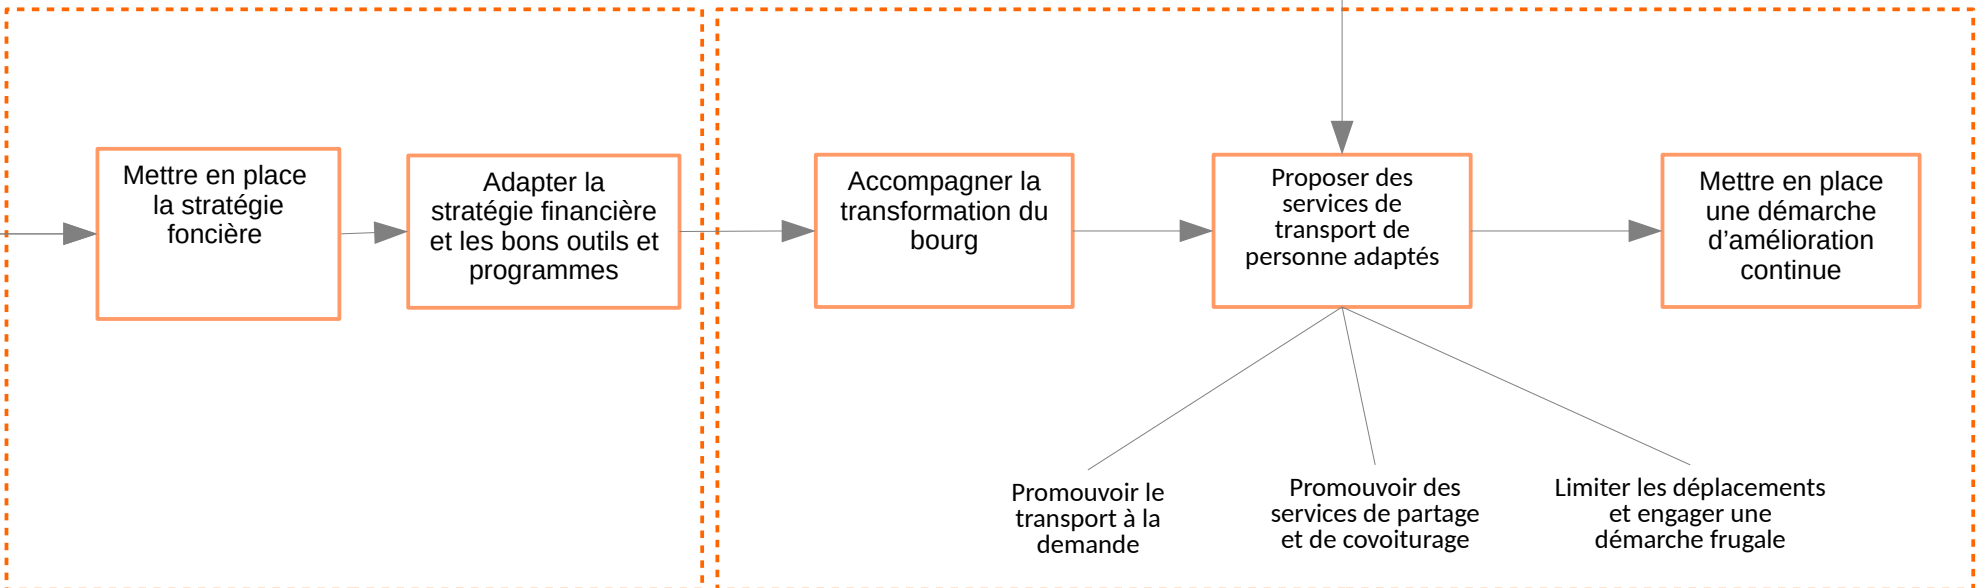 Mettre en place
la stratégie
foncière
Adapter la
stratégie financière
et les bons outils et
programmes
Accompagner la
transformation du
bourg
Proposer des
services de
transport de
personne adaptés
Mettre en place
une démarche
d’amélioration
continue
Promouvoir le
transport à la
demande
Promouvoir des
services de partage
et de covoiturage
Limiter les déplacements
et engager une
démarche frugale